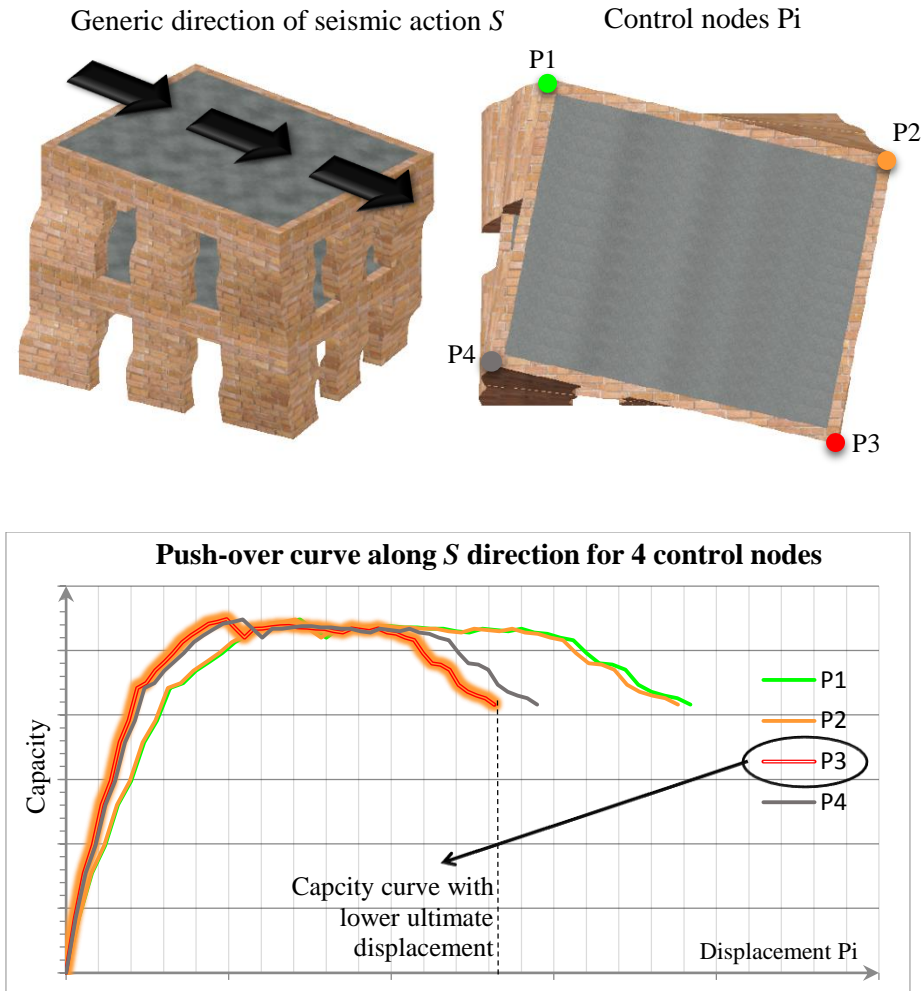 Generic direction of seismic action S
Control nodes Pi
P1
P2
P4
P3
Push-over curve along S direction for 4 control nodes
Capacity
P1
P2
P3
P4
Capcity curve with
lower ultimate
displacement
Displacement Pi